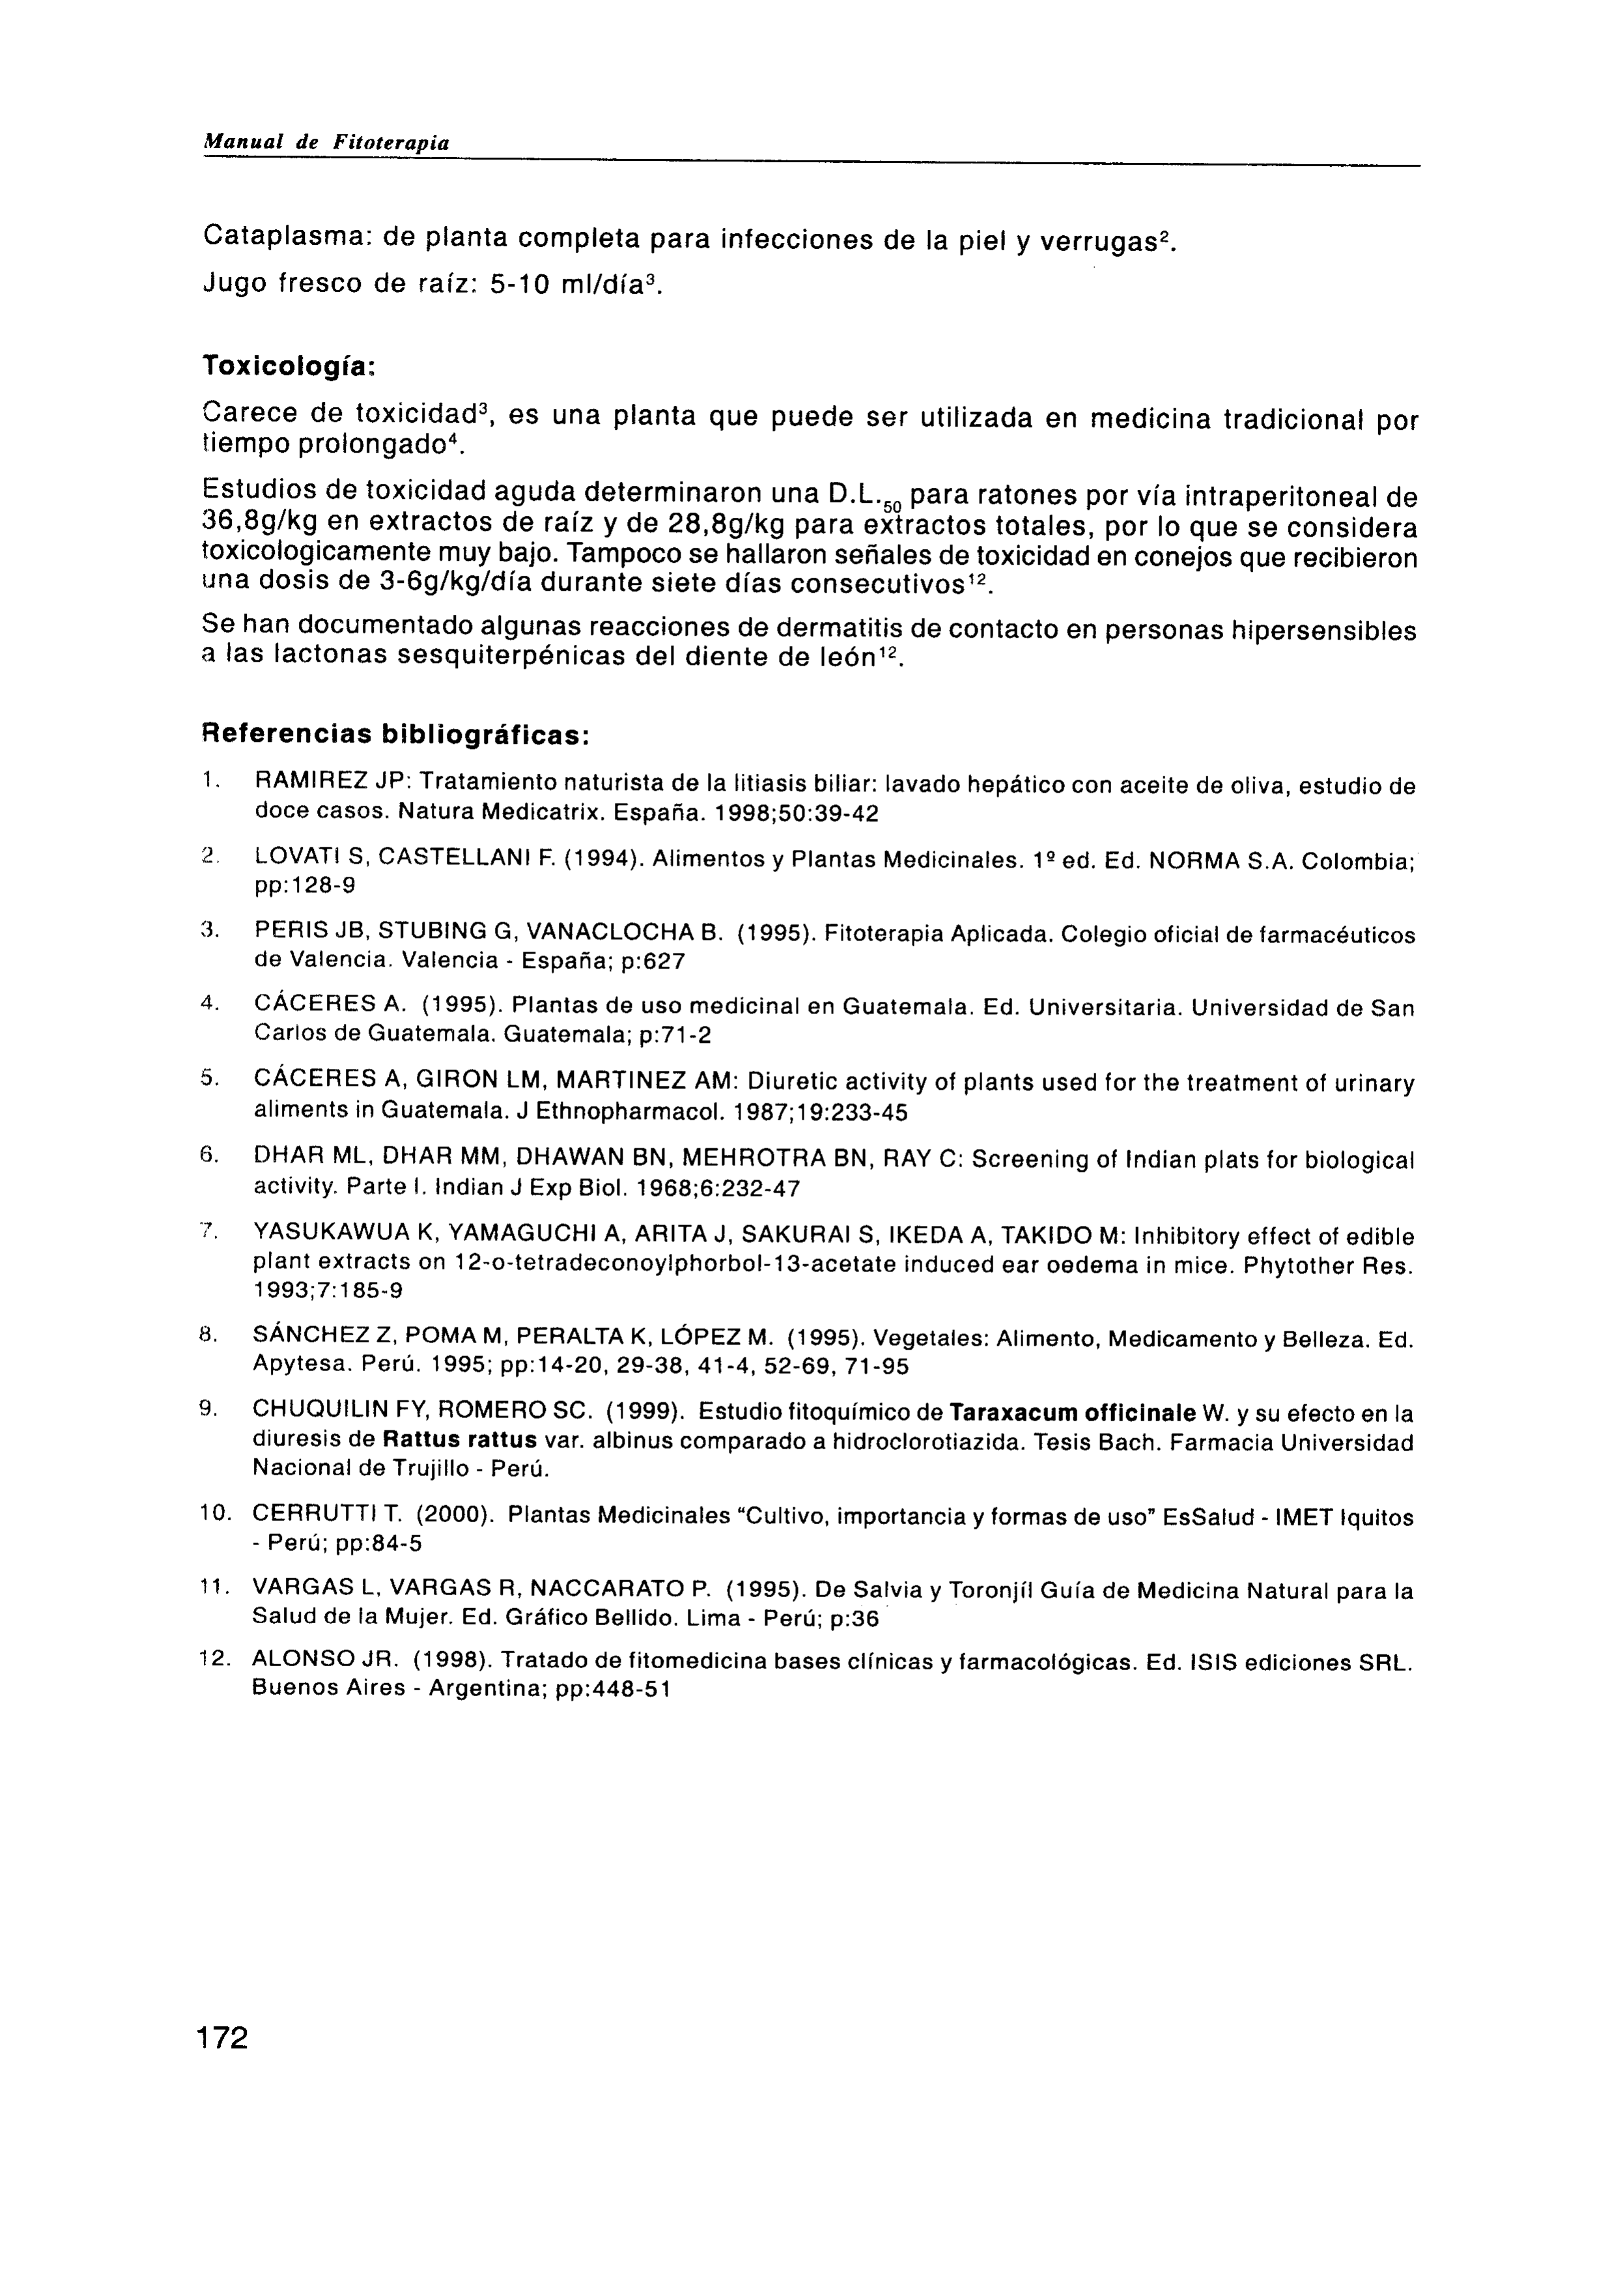 Manual de Fitoterapia
Cataplasma: de planta completa para infecciones de la piel y verrugas².
Jugo fresco de raíz: 5-10 ml/día³.
Toxicología:
Carece de toxicidad³, es una planta que puede ser utilizada en medicina tradicional por
tiempo prolongado⁴.
Estudios de toxicidad aguda determinaron una D.L.₅₀ para ratones por vía intraperitoneal de
36,8g/kg en extractos de raíz y de 28,8g/kg para extractos totales, por lo que se considera
toxicologicamente muy bajo. Tampoco se hallaron señales de toxicidad en conejos que recibieron
una dosis de 3-6g/kg/día durante siete días consecutivos¹².
Se han documentado algunas reacciones de dermatitis de contacto en personas hipersensibles
a las lactonas sesquiterpénicas del diente de león¹².
Referencias bibliográficas:
1. RAMIREZ JP: Tratamiento naturista de la litiasis biliar: lavado hepático con aceite de oliva, estudio de
doce casos. Natura Medicatrix. España. 1998;50:39-42
2. LOVATI S, CASTELLANI F. (1994). Alimentos y Plantas Medicinales. 1º ed. Ed. NORMA S.A. Colombia;
pp:128-9
3. PERIS JB, STUBING G, VANACLOCHA B. (1995). Fitoterapia Aplicada. Colegio oficial de farmacéuticos
de Valencia. Valencia - España; p:627
4. CÁCERES A. (1995). Plantas de uso medicinal en Guatemala. Ed. Universitaria. Universidad de San
Carlos de Guatemala. Guatemala; p:71-2
5. CÁCERES A, GIRON LM, MARTINEZ AM: Diuretic activity of plants used for the treatment of urinary
aliments in Guatemala. J Ethnopharmacol. 1987;19:233-45
6. DHAR ML, DHAR MM, DHAWAN BN, MEHROTRA BN, RAY C: Screening of Indian plats for biological
activity. Parte I. Indian J Exp Biol. 1968;6:232-47
7. YASUKAWUA K, YAMAGUCHI A, ARITA J, SAKURAI S, IKEDA A, TAKIDO M: Inhibitory effect of edible
plant extracts on 12-o-tetradeconoylphorbol-13-acetate induced ear oedema in mice. Phytother Res.
1993;7:185-9
8. SÁNCHEZ Z, POMA M, PERALTA K, LÓPEZ M. (1995). Vegetales: Alimento, Medicamento y Belleza. Ed.
Apytesa. Perú. 1995; pp:14-20, 29-38, 41-4, 52-69, 71-95
9. CHUQUILIN FY, ROMERO SC. (1999). Estudio fitoquímico de Taraxacum officinale W. y su efecto en la
diuresis de Rattus rattus var. albinus comparado a hidroclorotiazida. Tesis Bach. Farmacia Universidad
Nacional de Trujillo - Perú.
10. CERRUTTI T. (2000). Plantas Medicinales “Cultivo, importancia y formas de uso” EsSalud - IMET Iquitos
- Perú; pp:84-5
11. VARGAS L, VARGAS R, NACCARATO P. (1995). De Salvia y Toronjíl Guía de Medicina Natural para la
Salud de la Mujer. Ed. Gráfico Bellido. Lima - Perú; p:36
12. ALONSO JR. (1998). Tratado de fitomedicina bases clínicas y farmacológicas. Ed. ISIS ediciones SRL.
Buenos Aires - Argentina; pp:448-51
172